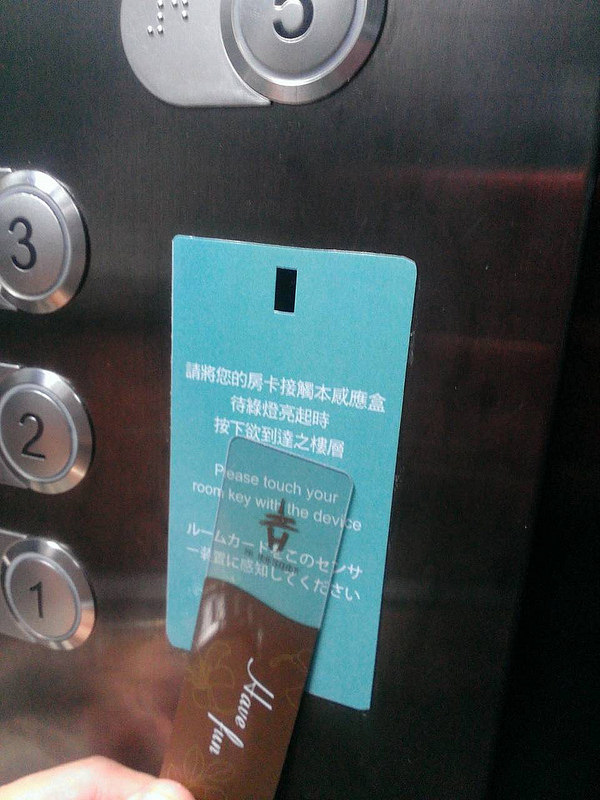 5
3
2
1
請將您的房卡接觸本感應盒
待綠燈亮起時
按下欲到達之樓層
Please touch your
room key with the device
ルームカードをこのセンサ
ー装置に感知してください
Have fun